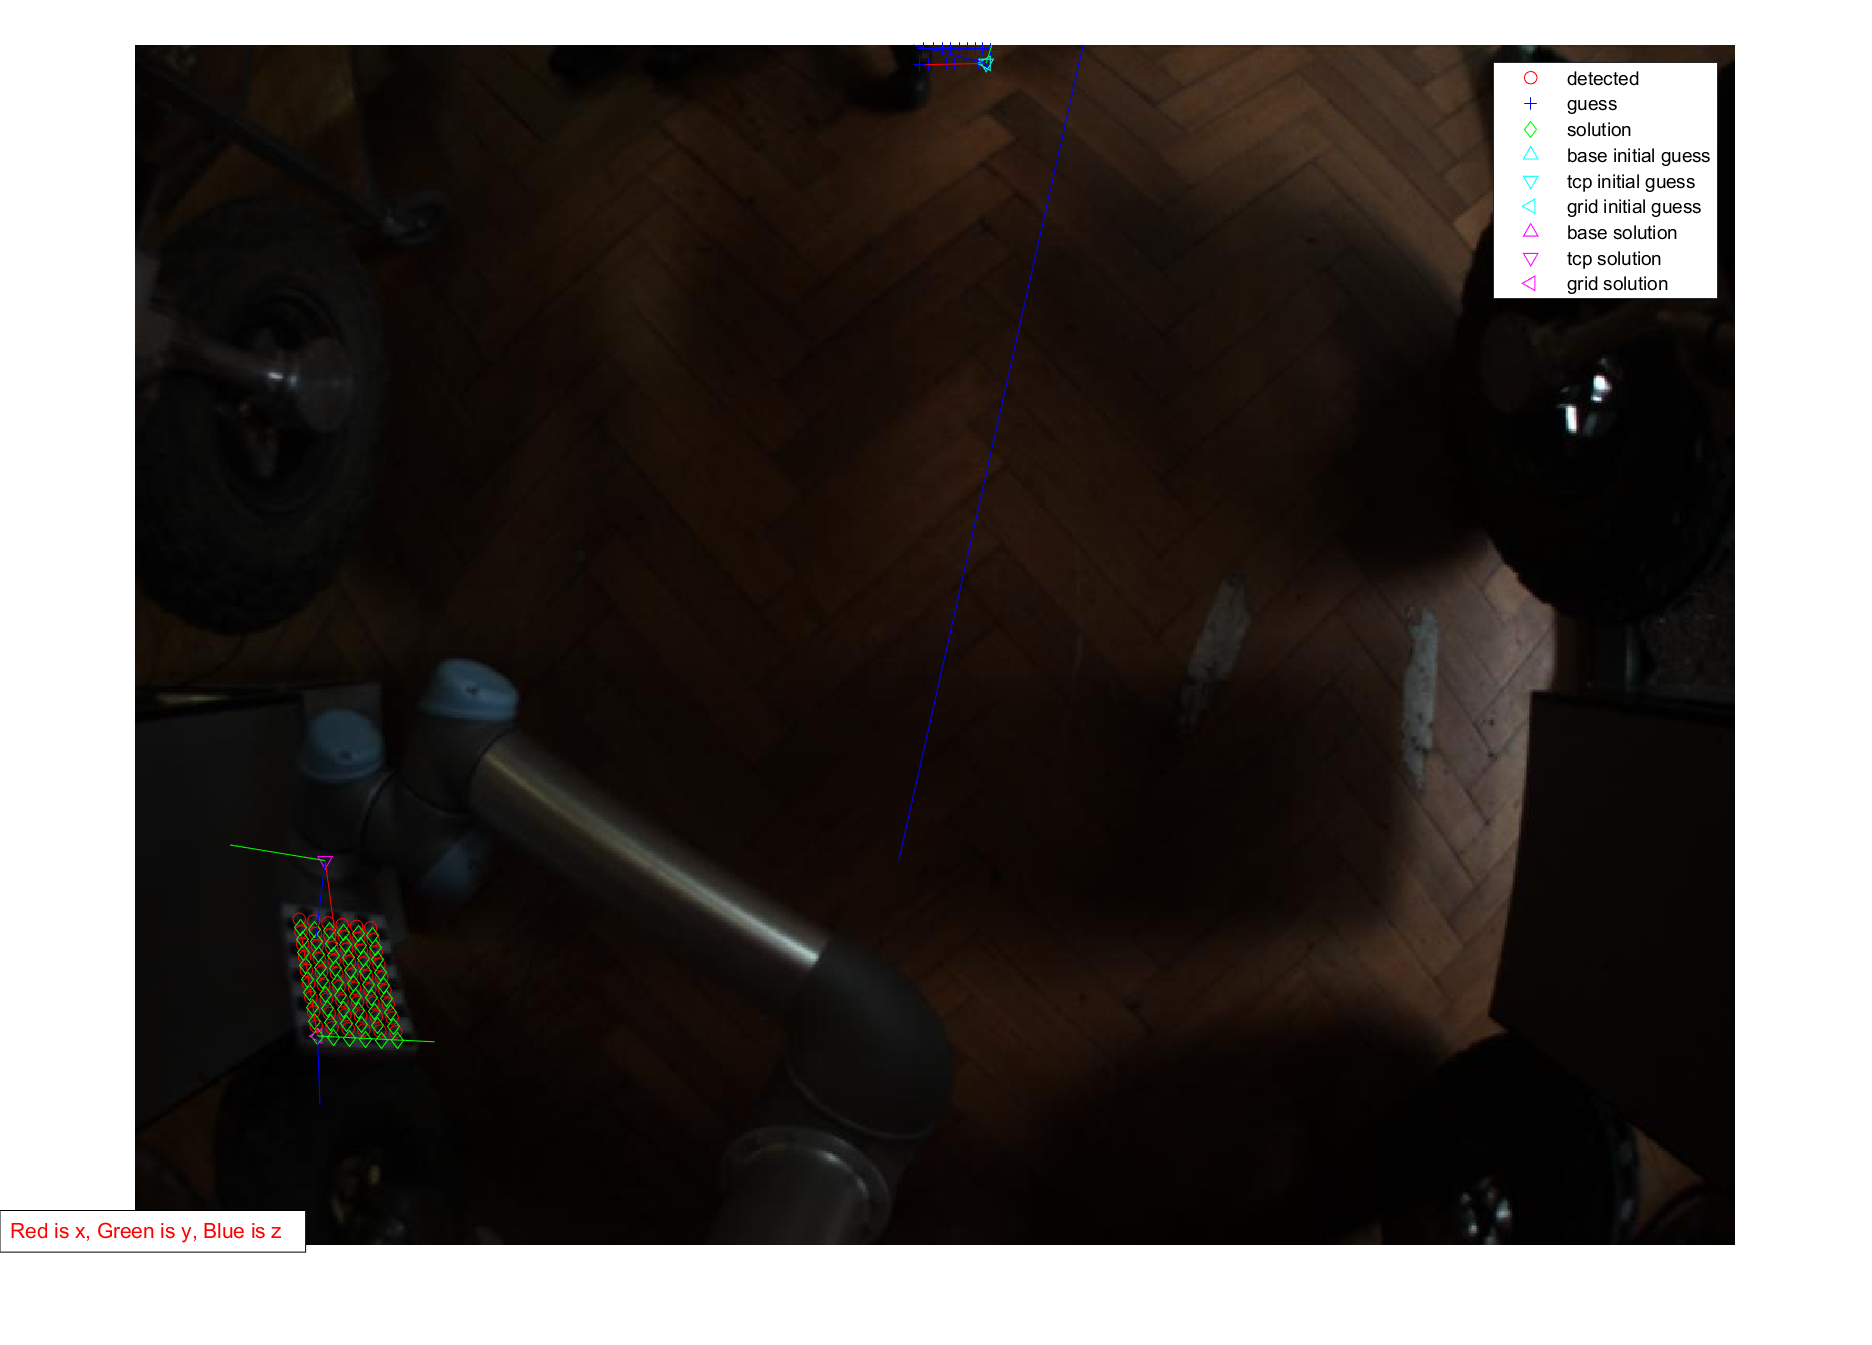 detected
guess
solution
base initial guess
tcp initial guess
grid initial guess
base solution
tcp solution
grid solution
Red is x, Green is y, Blue is z